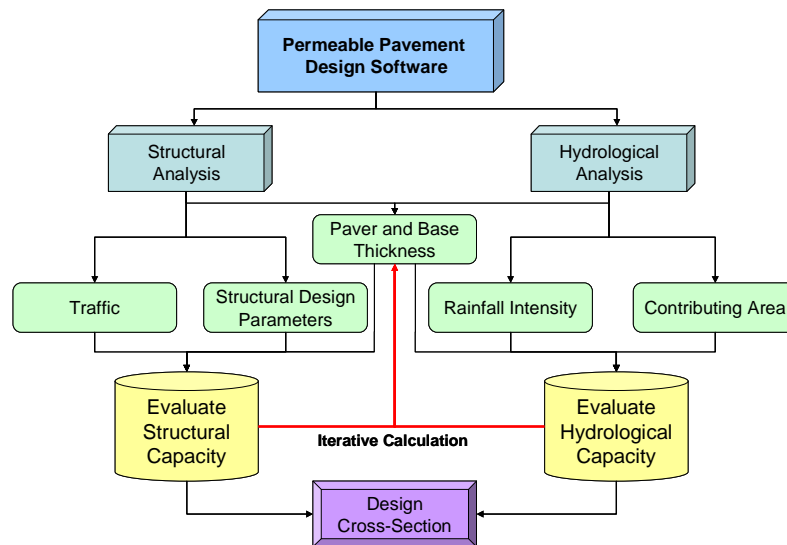 Permeable Pavement
Design Software
Structural
Analysis
Hydrological
Analysis
Paver and Base
Thickness
Traffic
Structural Design
Parameters
Rainfall Intensity
Contributing Area
Evaluate
Structural
Capacity
Evaluate
Hydrological
Capacity
Iterative Calculation
Design
Cross-Section